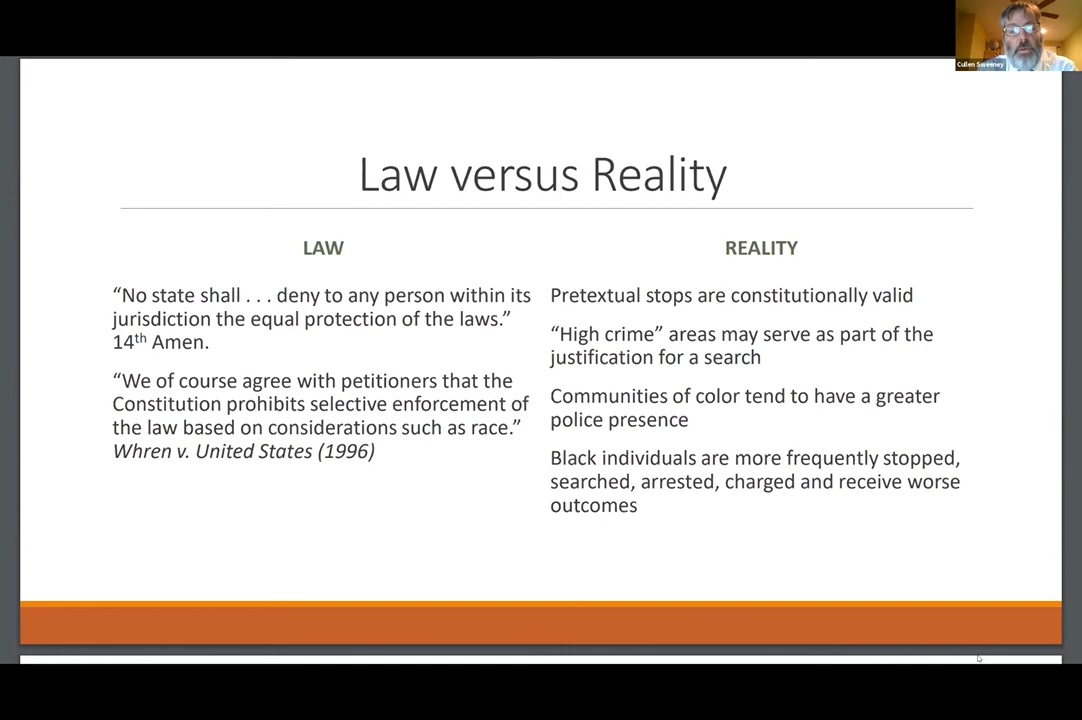 Cullen Sweeney
Law versus Reality
LAW
“No state shall . . . deny to any person within its
jurisdiction the equal protection of the laws.”
14th Amen.
“We of course agree with petitioners that the
Constitution prohibits selective enforcement of
the law based on considerations such as race.”
Whren v. United States (1996)
REALITY
Pretextual stops are constitutionally valid
“High crime” areas may serve as part of the
justification for a search
Communities of color tend to have a greater
police presence
Black individuals are more frequently stopped,
searched, arrested, charged and receive worse
outcomes